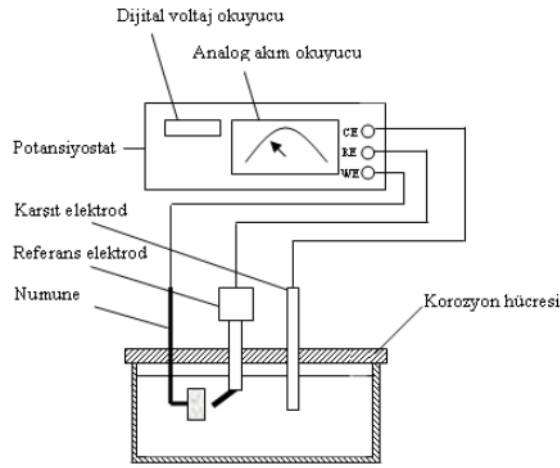 Dijital voltaj okuyucu
Analog akım okuyucu
Potansiyostat
CE
RE
WE
Karşıt elektrod
Referans elektrod
Numune
Korozyon hücresi